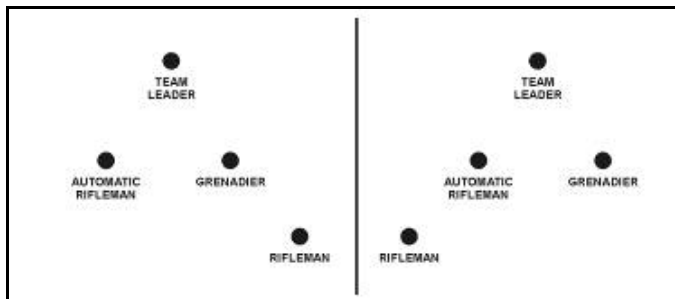 TEAM
LEADER
AUTOMATIC
RIFLEMAN
GRENADIER
RIFLEMAN
TEAM
LEADER
AUTOMATIC
RIFLEMAN
GRENADIER
RIFLEMAN